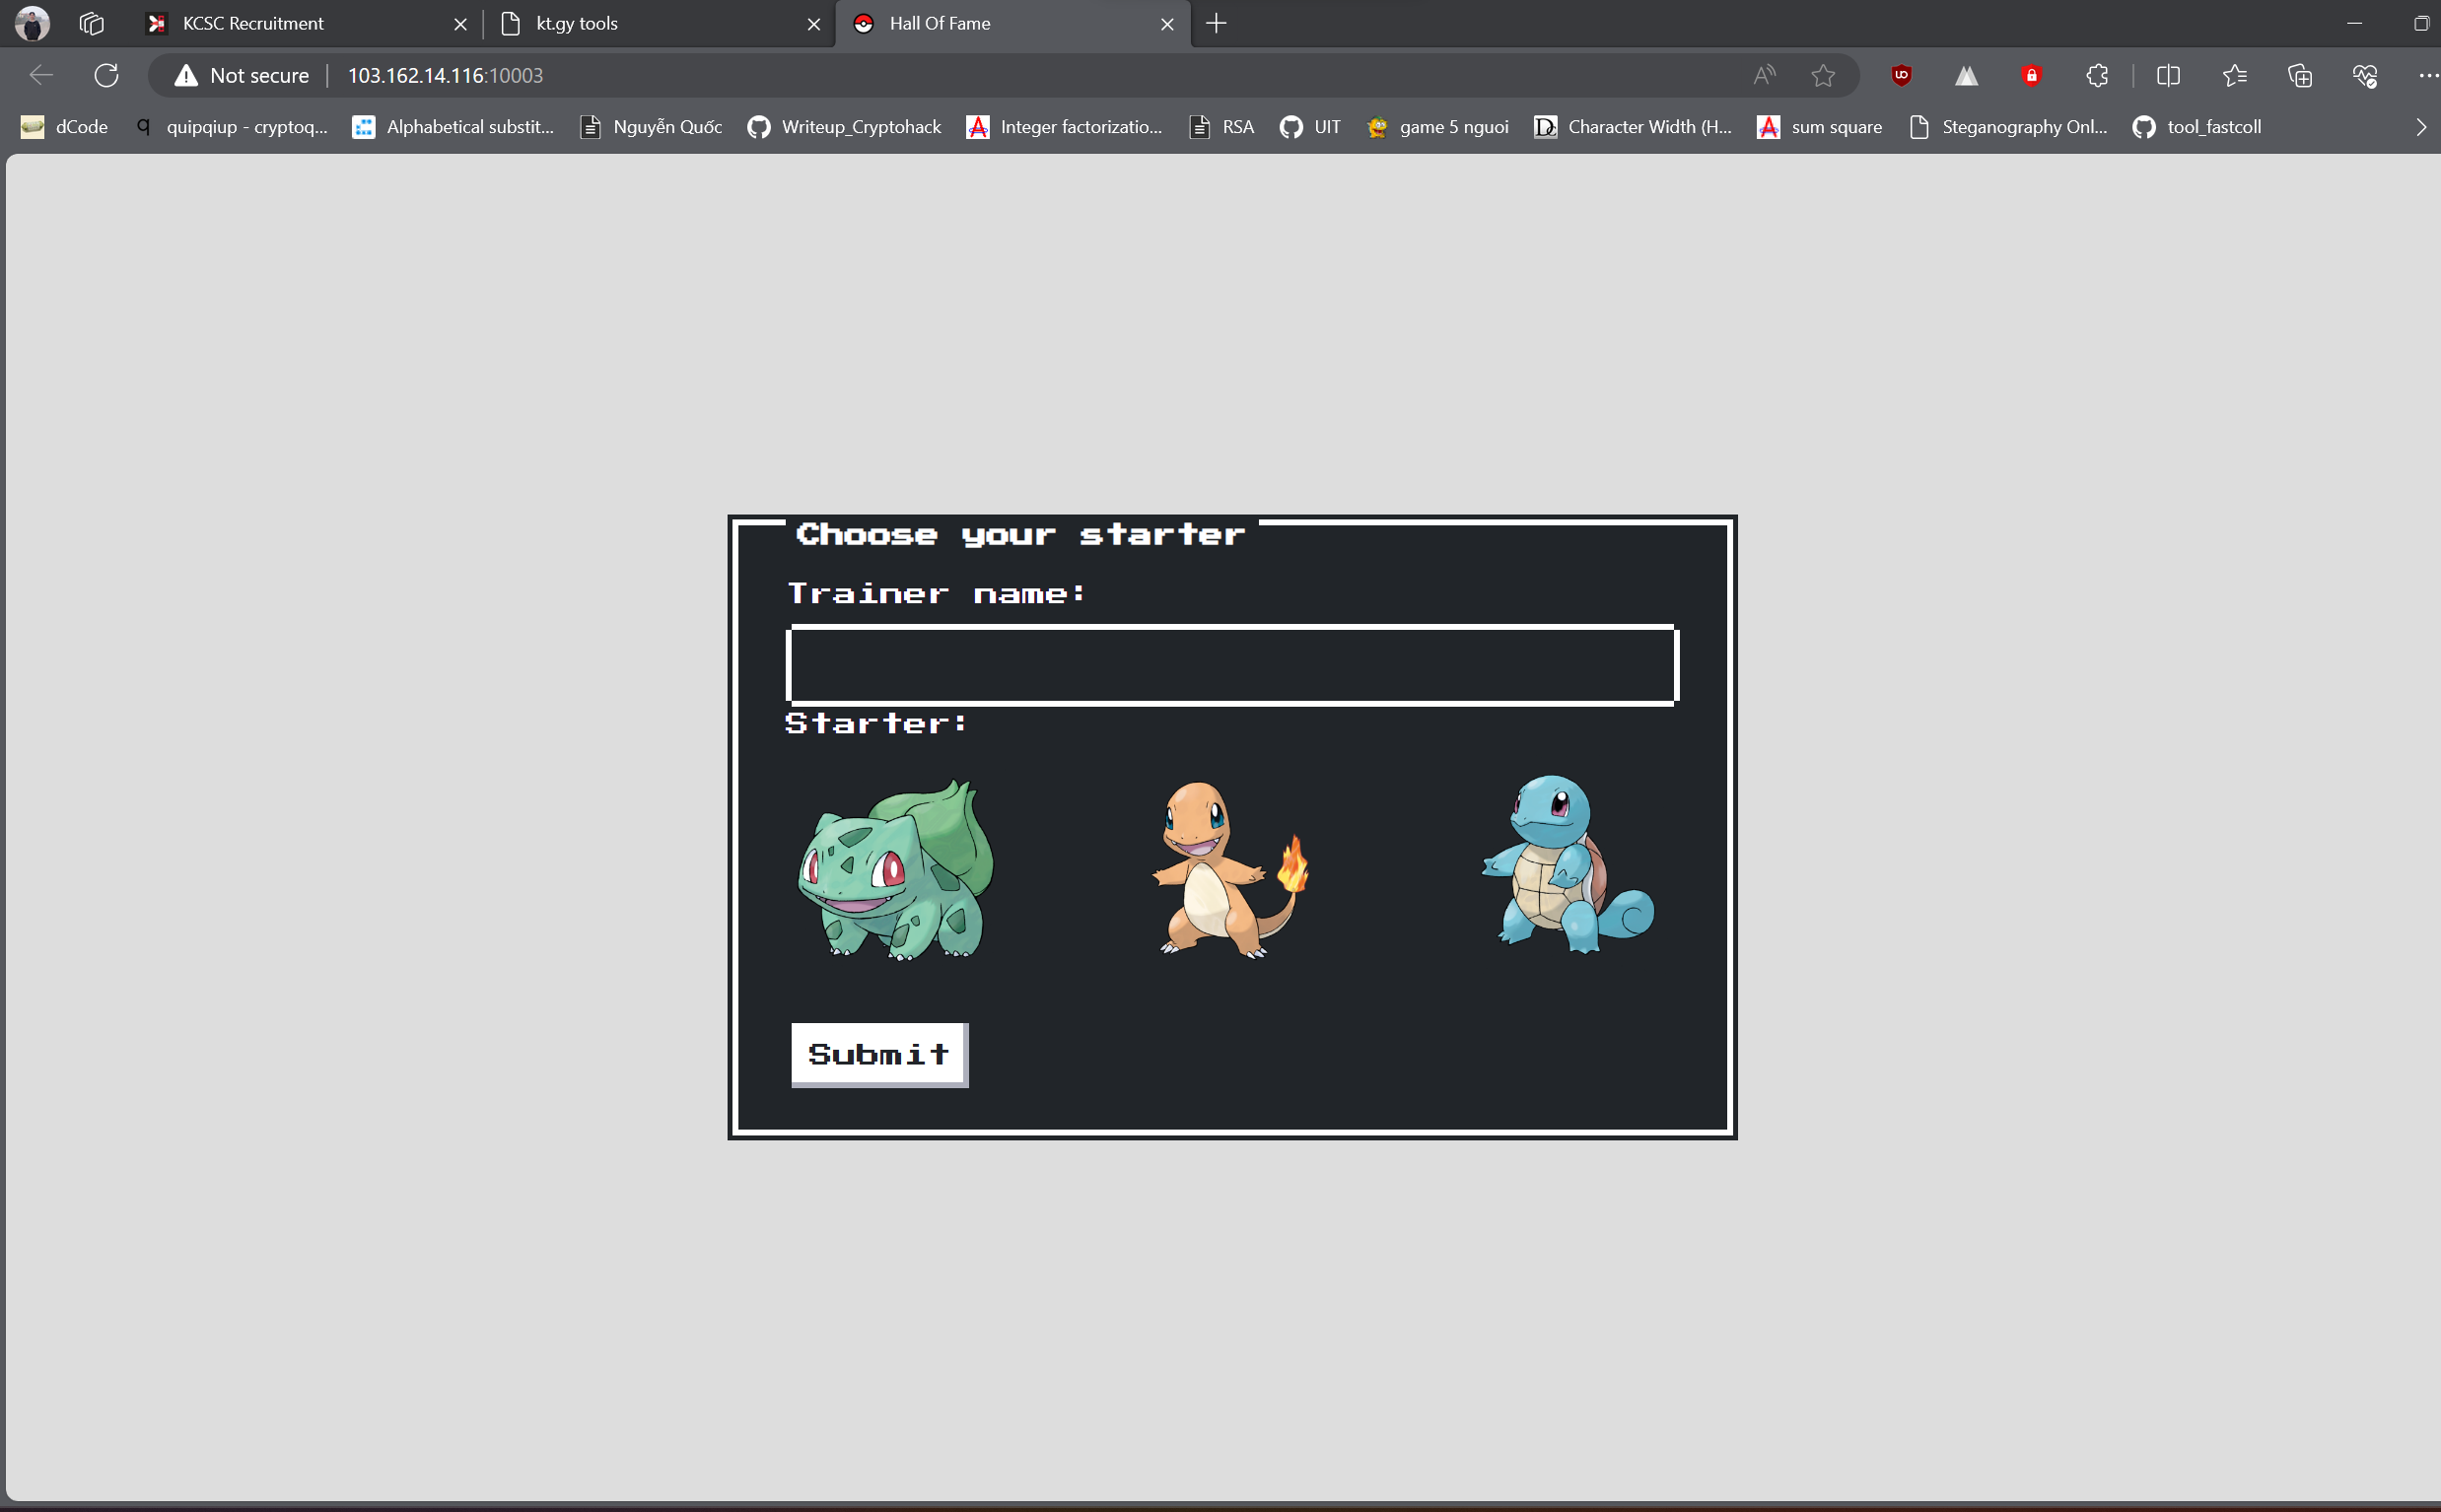 KCSC Recruitment
kt.gy tools
Hall Of Fame
Not secure
103.162.14.116:10003
dCode
quipqiup - cryptoq...
Alphabetical substit...
Nguyễn Quốc
Writeup_Cryptohack
Integer factorizatio...
RSA
UIT
game 5 nguoi
Character Width (H...
sum square
Steganography Onl...
tool_fastcoll
Choose your starter
Trainer name:
Starter:
Submit